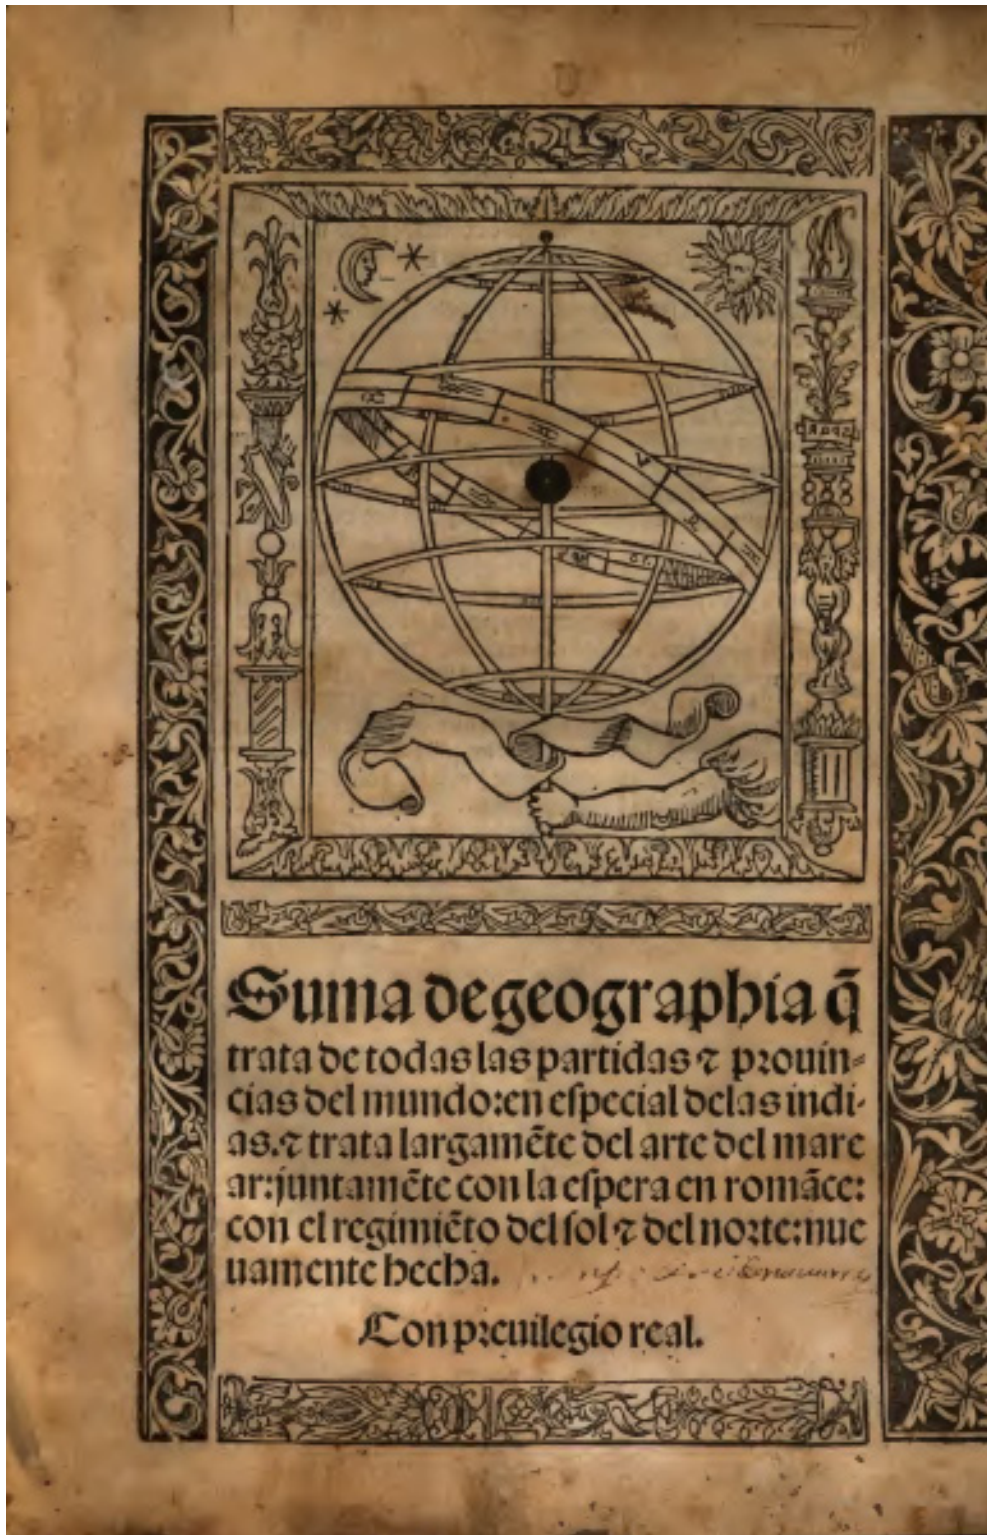 Suma de geographia q̃
trata de todas las partidas ⁊ prouin-
cias del mundo: en eſpecial delas indi-
as. ⁊ trata largamẽte del arte del mare
ar: juntamẽte con la eſpera en romãce:
con el regimiẽto del ſol ⁊ del norte: nue
uamente hecha.
Con preuilegio real.